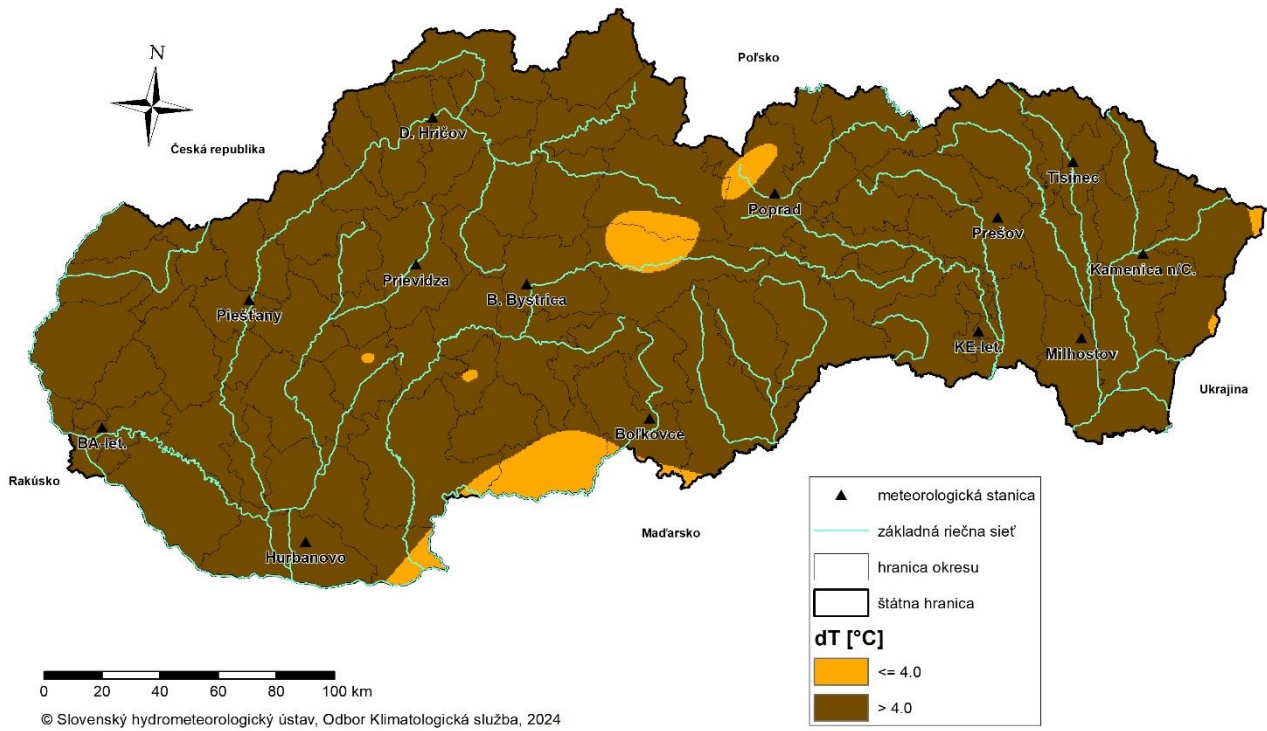 N
Poľsko
Česká republika
D. Hričov
Tisinec
Poprad
Prešov
Kamenica n/C.
Prievidza
B. Bystrica
Piešťany
KE-let.
Milhostov
Ukrajina
BA-let.
Boľkovce
Rakúsko
Maďarsko
Hurbanovo
meteorologická stanica
základná riečna sieť
hranica okresu
štátna hranica
dT [°C]
<= 4.0
> 4.0
0 20 40 60 80 100 km
© Slovenský hydrometeorologický ústav, Odbor Klimatologická služba, 2024